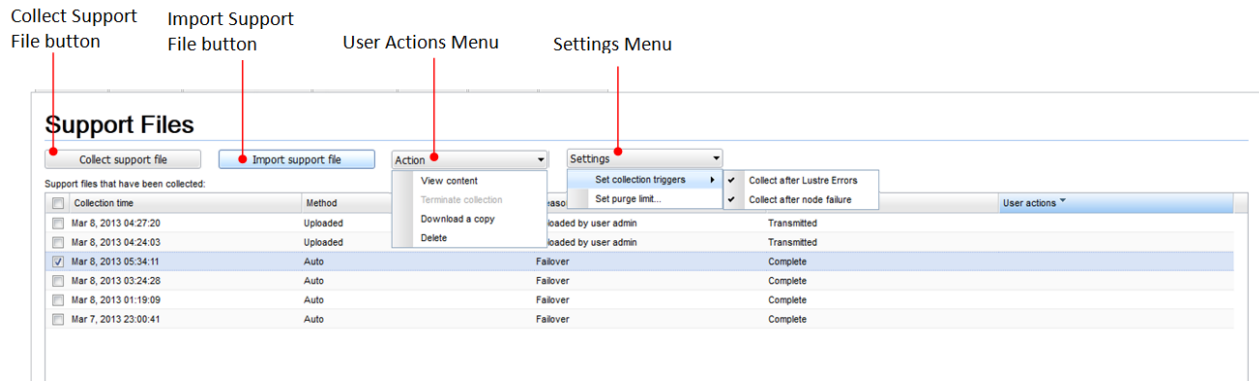 Collect Support
File button
Import Support
File button
User Actions Menu
Settings Menu
Support Files
Collect support file
Import support file
Action
Settings
View content
Terminate collection
Download a copy
Delete
Set collection triggers
Set purge limit...
Collect after Lustre Errors
Collect after node failure
Support files that have been collected:
Collection time Method User actions
Mar 8, 2013 04:27:20 Uploaded by user admin Transmitted
Mar 8, 2013 04:24:03 Uploaded by user admin Transmitted
Mar 8, 2013 05:34:11 Auto Failover Complete
Mar 8, 2013 03:24:28 Auto Failover Complete
Mar 8, 2013 01:19:09 Auto Failover Complete
Mar 7, 2013 23:00:41 Auto Failover Complete